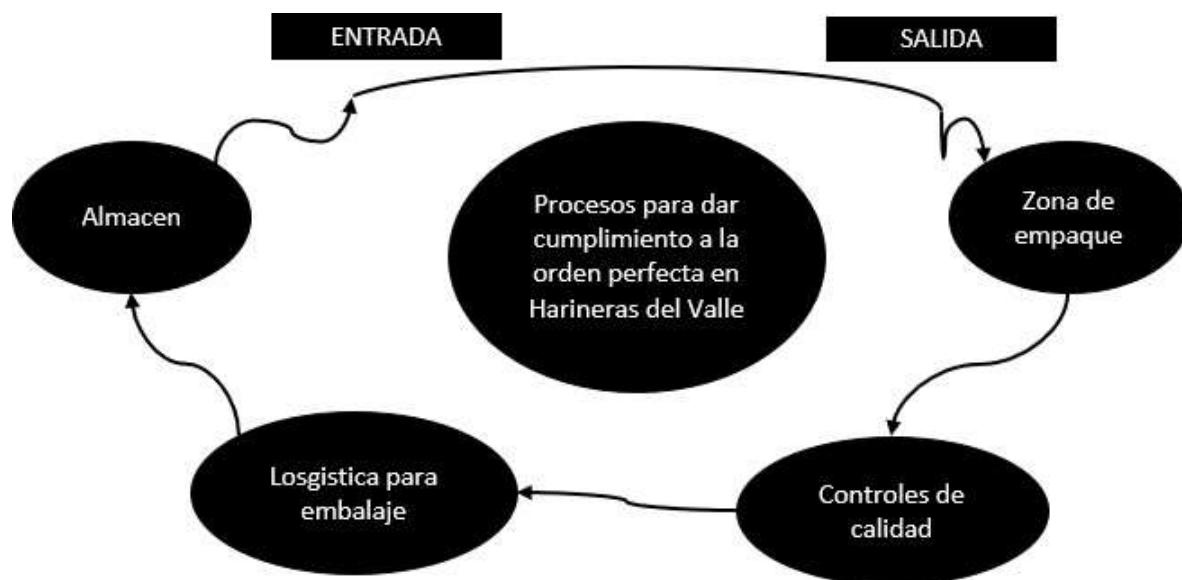 ENTRADA
SALIDA
Almacen
Procesos para dar
cumplimiento a la
orden perfecta en
Harineras del Valle
Zona de
empaque
Losgistica para
embalaje
Controles de
calidad